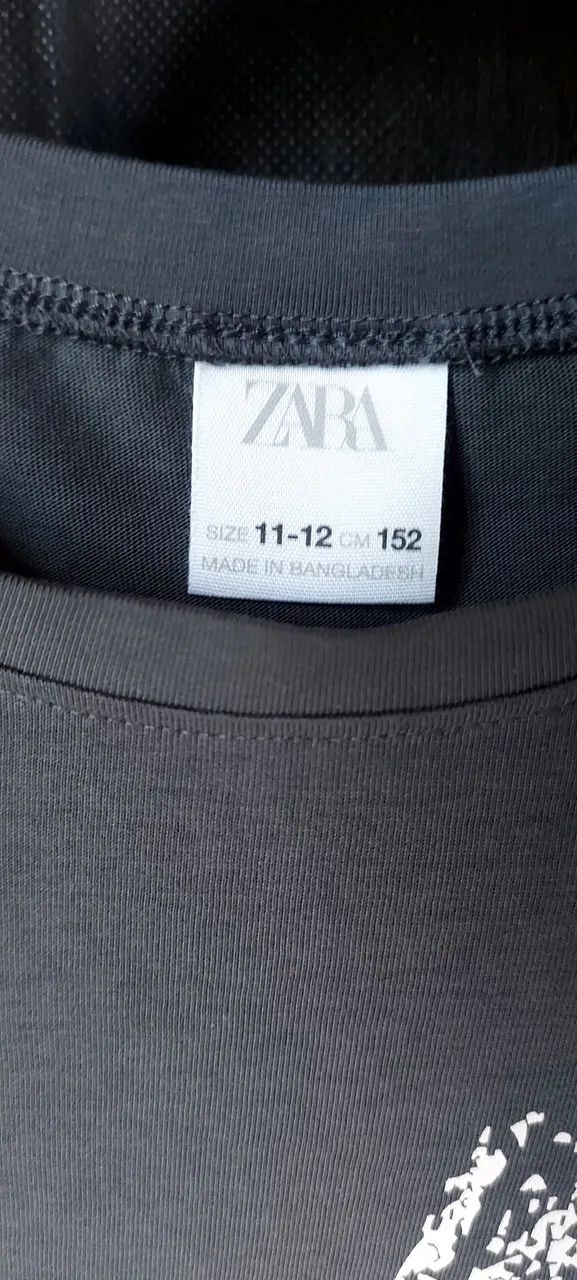 ZARA
SIZE 11-12 CM 152
MADE IN BANGLADESH